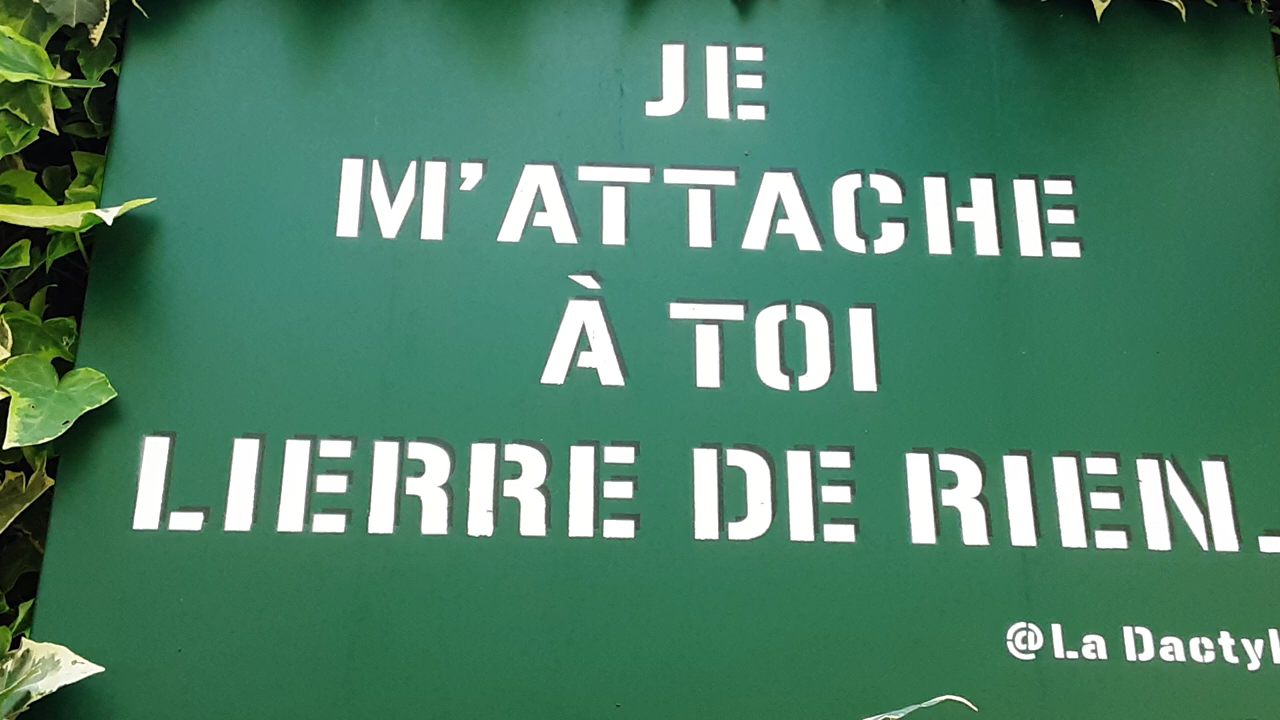 JE
M'ATTACHE
À TOI
LIERRE DE RIEN.
@La Dactyl